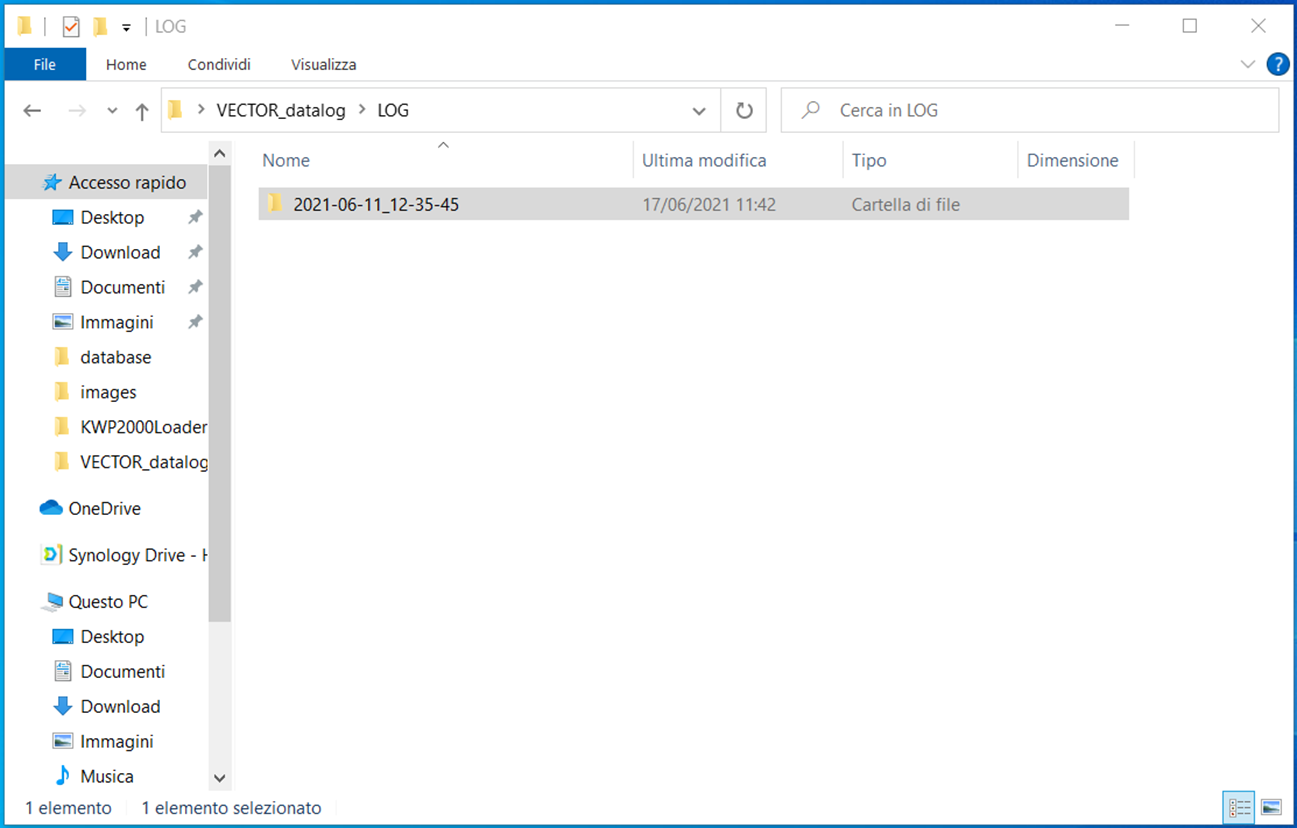 LOG
File Home Condividi Visualizza
VECTOR_datalog LOG
Cerca in LOG
Nome Ultima modifica Tipo Dimensione
2021-06-11_12-35-45 17/06/2021 11:42 Cartella di file
Accesso rapido
Desktop
Download
Documenti
Immagini
database
images
KWP2000Loader
VECTOR_datalog
OneDrive
Synology Drive - H
Questo PC
Desktop
Documenti
Download
Immagini
Musica
1 elemento 1 elemento selezionato